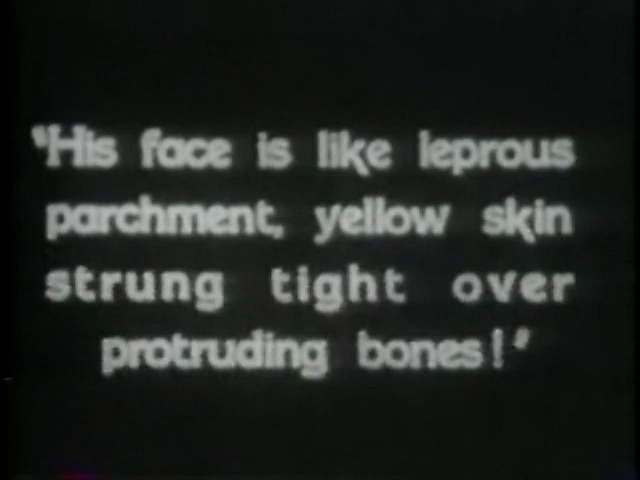 "His face is like leprous
parchment, yellow skin
strung tight over
protruding bones!"